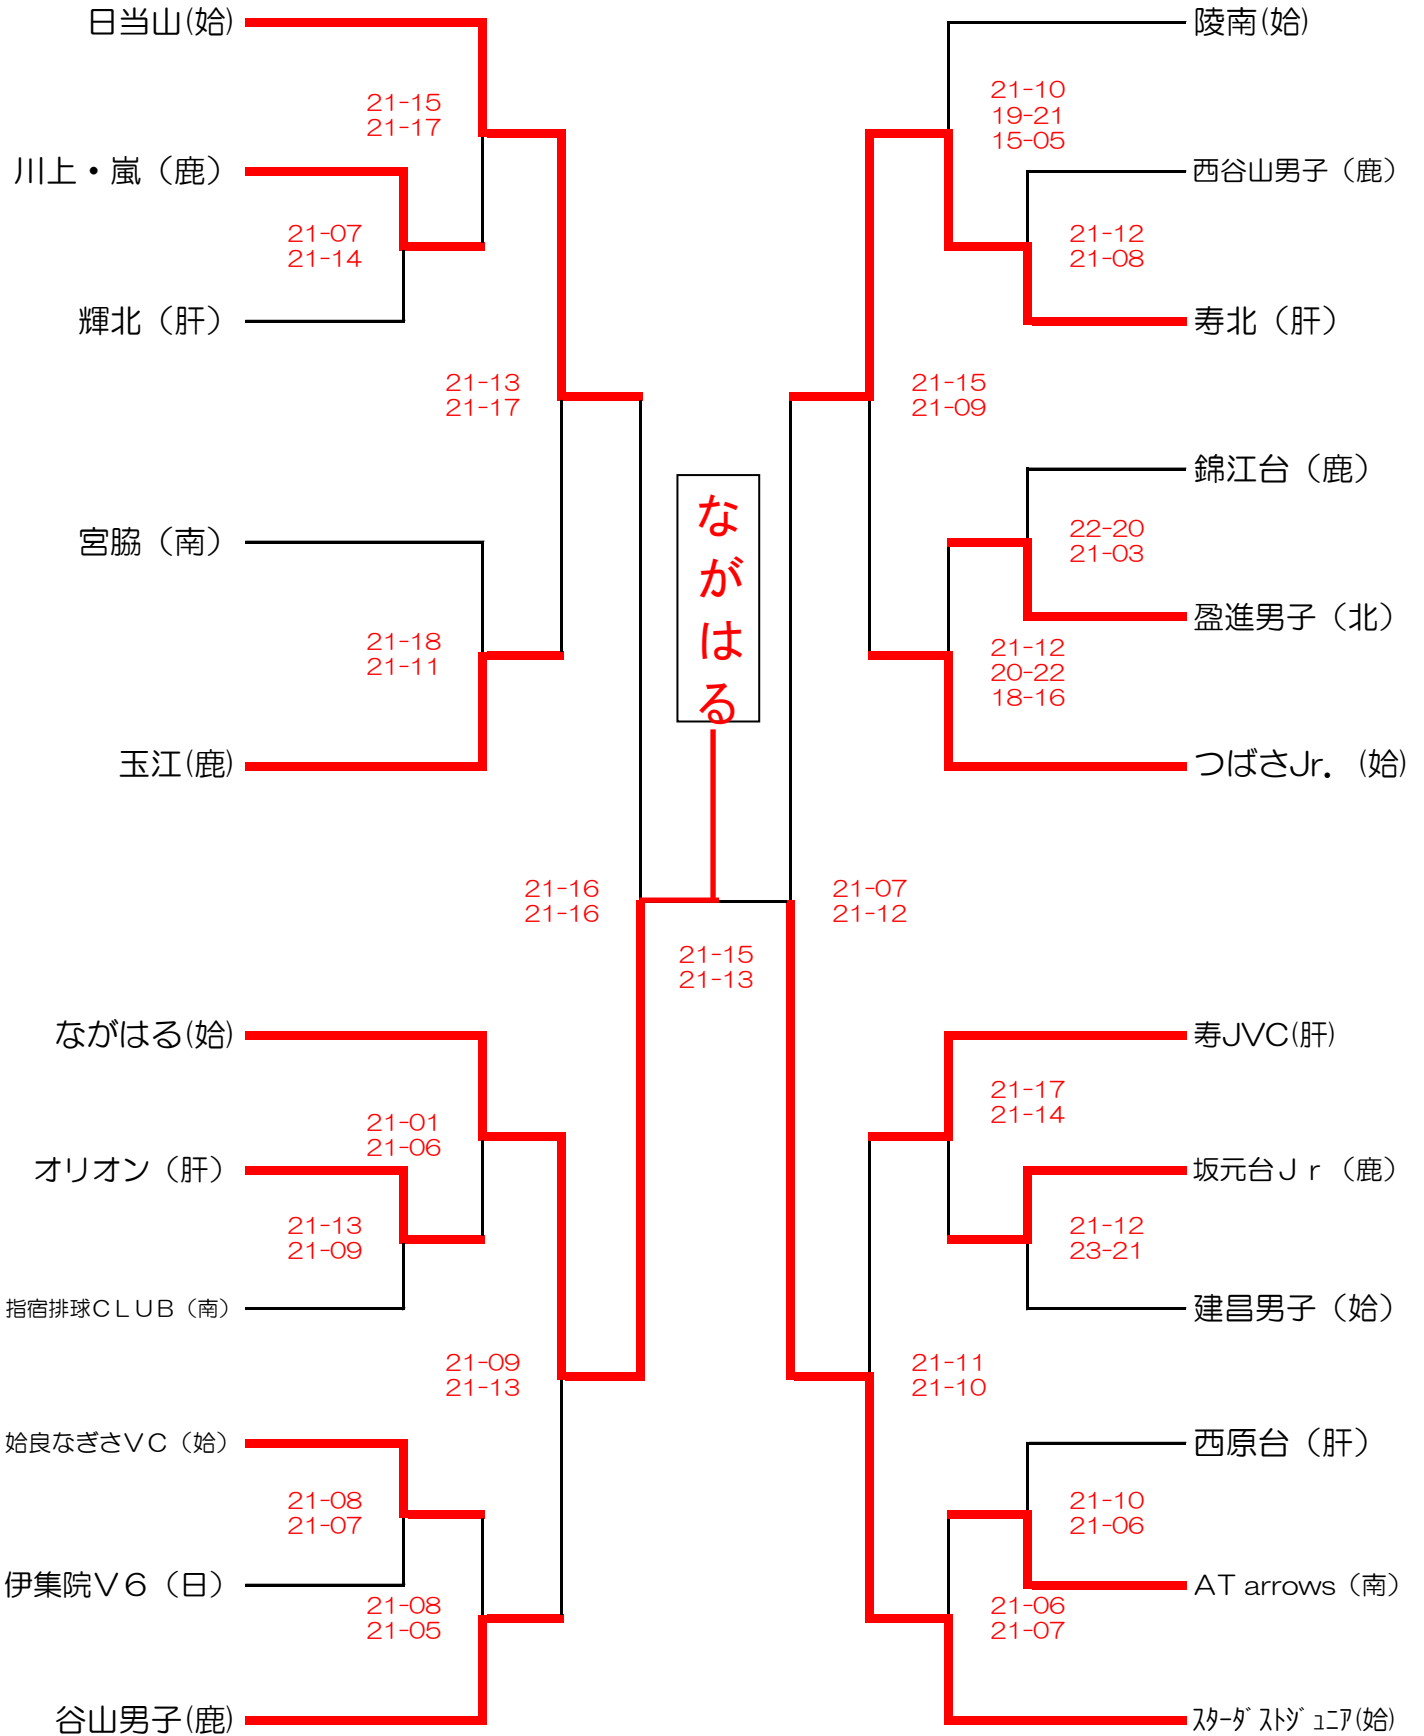 日当山(姶)
21-15
21-17
川上・嵐（鹿）
21-07
21-14
輝北（肝）
21-13
21-17
宮脇（南）
21-18
21-11
玉江(鹿)
21-16
21-16
ながはる(姶)
21-01
21-06
オリオン（肝）
21-13
21-09
指宿排球ＣＬＵＢ（南）
21-09
21-13
姶良なぎさＶＣ（姶）
21-08
21-07
伊集院Ｖ６（日）
21-08
21-05
谷山男子(鹿)
ながはる
21-15
21-13
陵南(姶)
21-10
19-21
15-05
西谷山男子（鹿）
21-12
21-08
寿北（肝）
21-15
21-09
錦江台（鹿）
22-20
21-03
盈進男子（北）
21-12
20-22
18-16
つばさJr． (姶)
21-07
21-12
寿JVC(肝)
21-17
21-14
坂元台Ｊｒ（鹿）
21-12
23-21
建昌男子（姶）
21-11
21-10
西原台（肝）
21-10
21-06
AT arrows（南）
21-06
21-07
ｽﾀｰﾀﾞｽﾄｼﾞｭﾆｱ(姶)